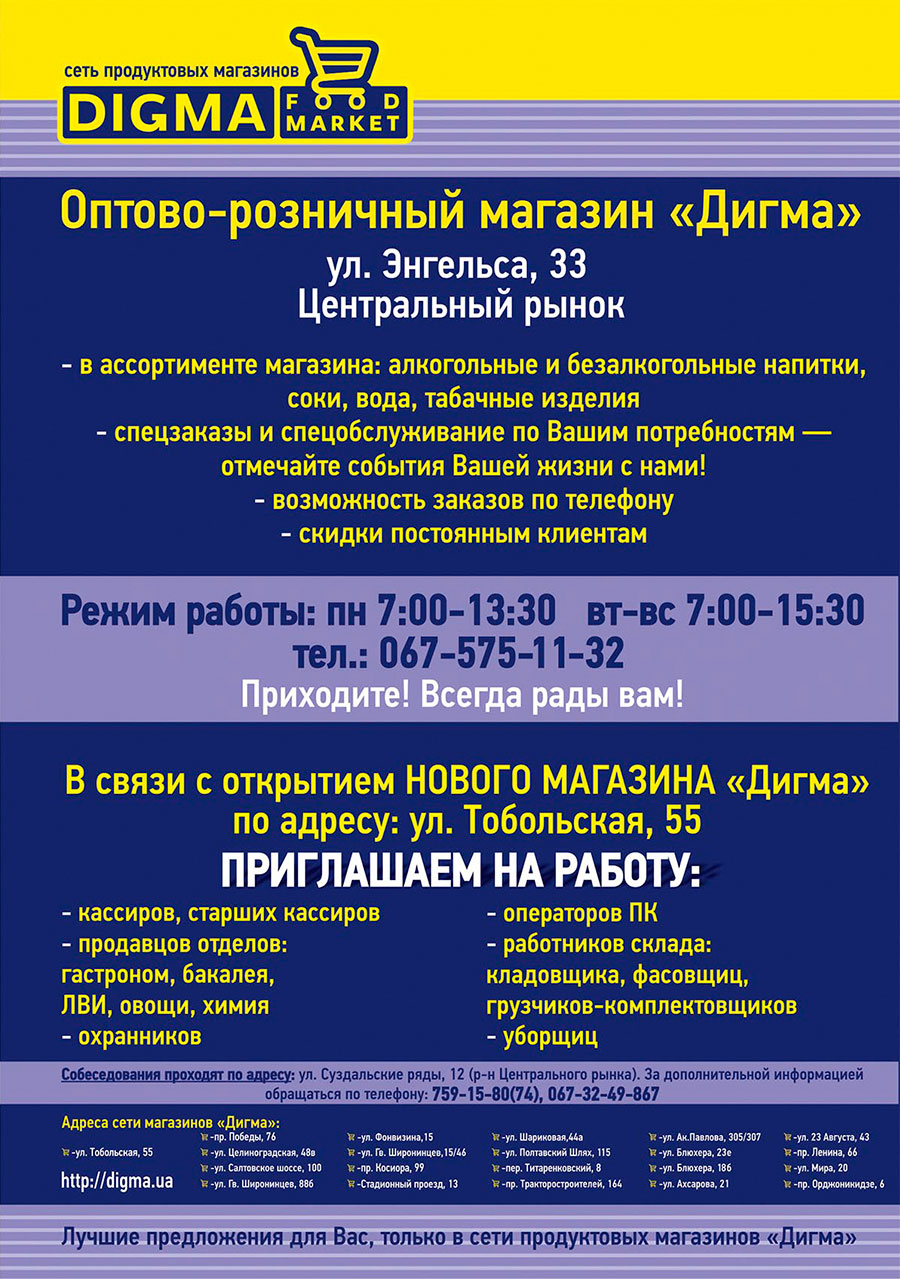 сеть продуктовых магазинов
DIGMA FOOD MARKET
Оптово-розничный магазин «Дигма»
ул. Энгельса, 33
Центральный рынок
- в ассортименте магазина: алкогольные и безалкогольные напитки,
соки, вода, табачные изделия
- спецзаказы и спецобслуживание по Вашим потребностям —
отмечайте события Вашей жизни с нами!
- возможность заказов по телефону
- скидки постоянным клиентам
Режим работы: пн 7:00-13:30 вт-вс 7:00-15:30
тел.: 067-575-11-32
Приходите! Всегда рады вам!
В связи с открытием НОВОГО МАГАЗИНА «Дигма»
по адресу: ул. Тобольская, 55
ПРИГЛАШАЕМ НА РАБОТУ:
- кассиров, старших кассиров
- продавцов отделов:
гастроном, бакалея,
ЛВИ, овощи, химия
- охранников
- операторов ПК
- работников склада:
кладовщика, фасовщиц,
грузчиков-комплектовщиков
- уборщиц
Собеседования проходят по адресу: ул. Суздальские ряды, 12 (р-н Центрального рынка). За дополнительной информацией
обращаться по телефону: 759-15-80(74), 067-32-49-867
Адреса сети магазинов «Дигма»:
-ул. Тобольская, 55
http://digma.ua
-пр. Победы, 76
-ул. Целиноградская, 48в
-ул. Салтовское шоссе, 100
-ул. Гв. Широнинцев, 88б
-ул. Фонвизина,15
-ул. Гв. Широнинцев,15/46
-пр. Косиора, 99
-Стадионный проезд, 13
-ул. Шариковая,44а
-ул. Полтавский Шлях, 115
-пер. Титаренковский, 8
-пр. Тракторостроителей, 164
-ул. Ак.Павлова, 305/307
-ул. Блюхера, 23е
-ул. Блюхера, 18б
-ул. Ахсарова, 21
-ул. 23 Августа, 43
-пр. Ленина, 66
-ул. Мира, 20
-пр. Орджоникидзе, 6
Лучшие предложения для Вас, только в сети продуктовых магазинов «Дигма»